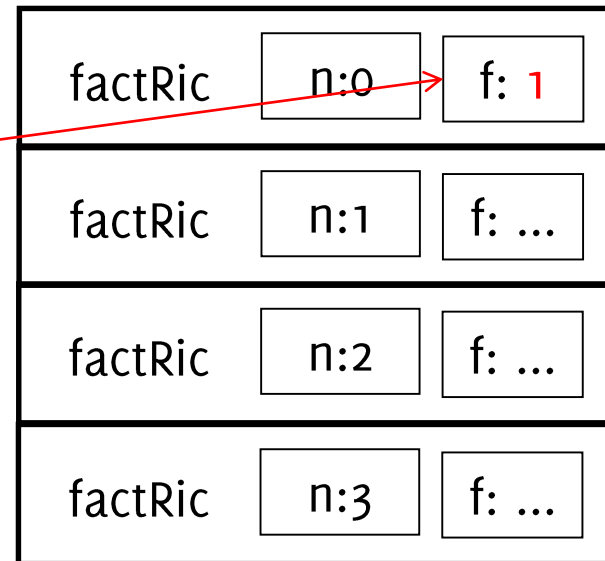 factRic n:0 f: 1
factRic n:1 f: ...
factRic n:2 f: ...
factRic n:3 f: ...